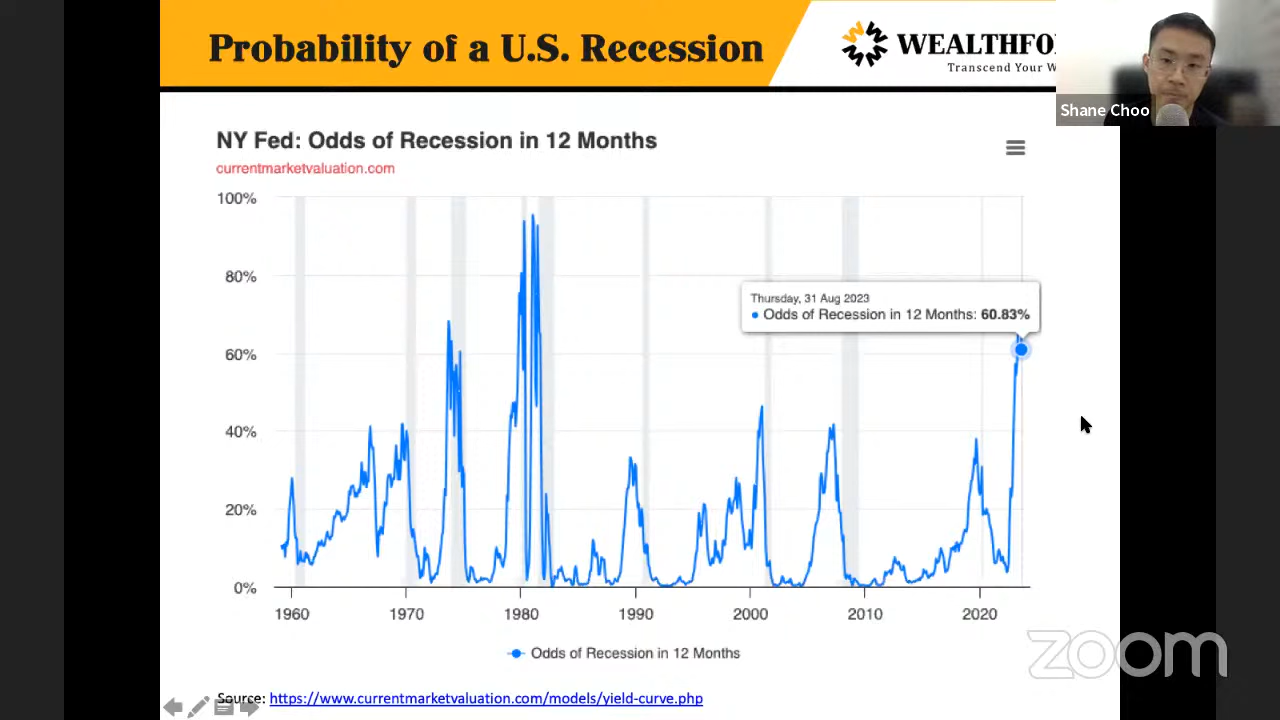 Probability of a U.S. Recession
WEALTHFO
Transcend Your W
Shane Choo
NY Fed: Odds of Recession in 12 Months
currentmarketvaluation.com
100%
80%
60%
40%
20%
0%
Thursday, 31 Aug 2023
Odds of Recession in 12 Months: 60.83%
1960 1970 1980 1990 2000 2010 2020
Odds of Recession in 12 Months
zoom
Source: https://www.currentmarketvaluation.com/models/yield-curve.php